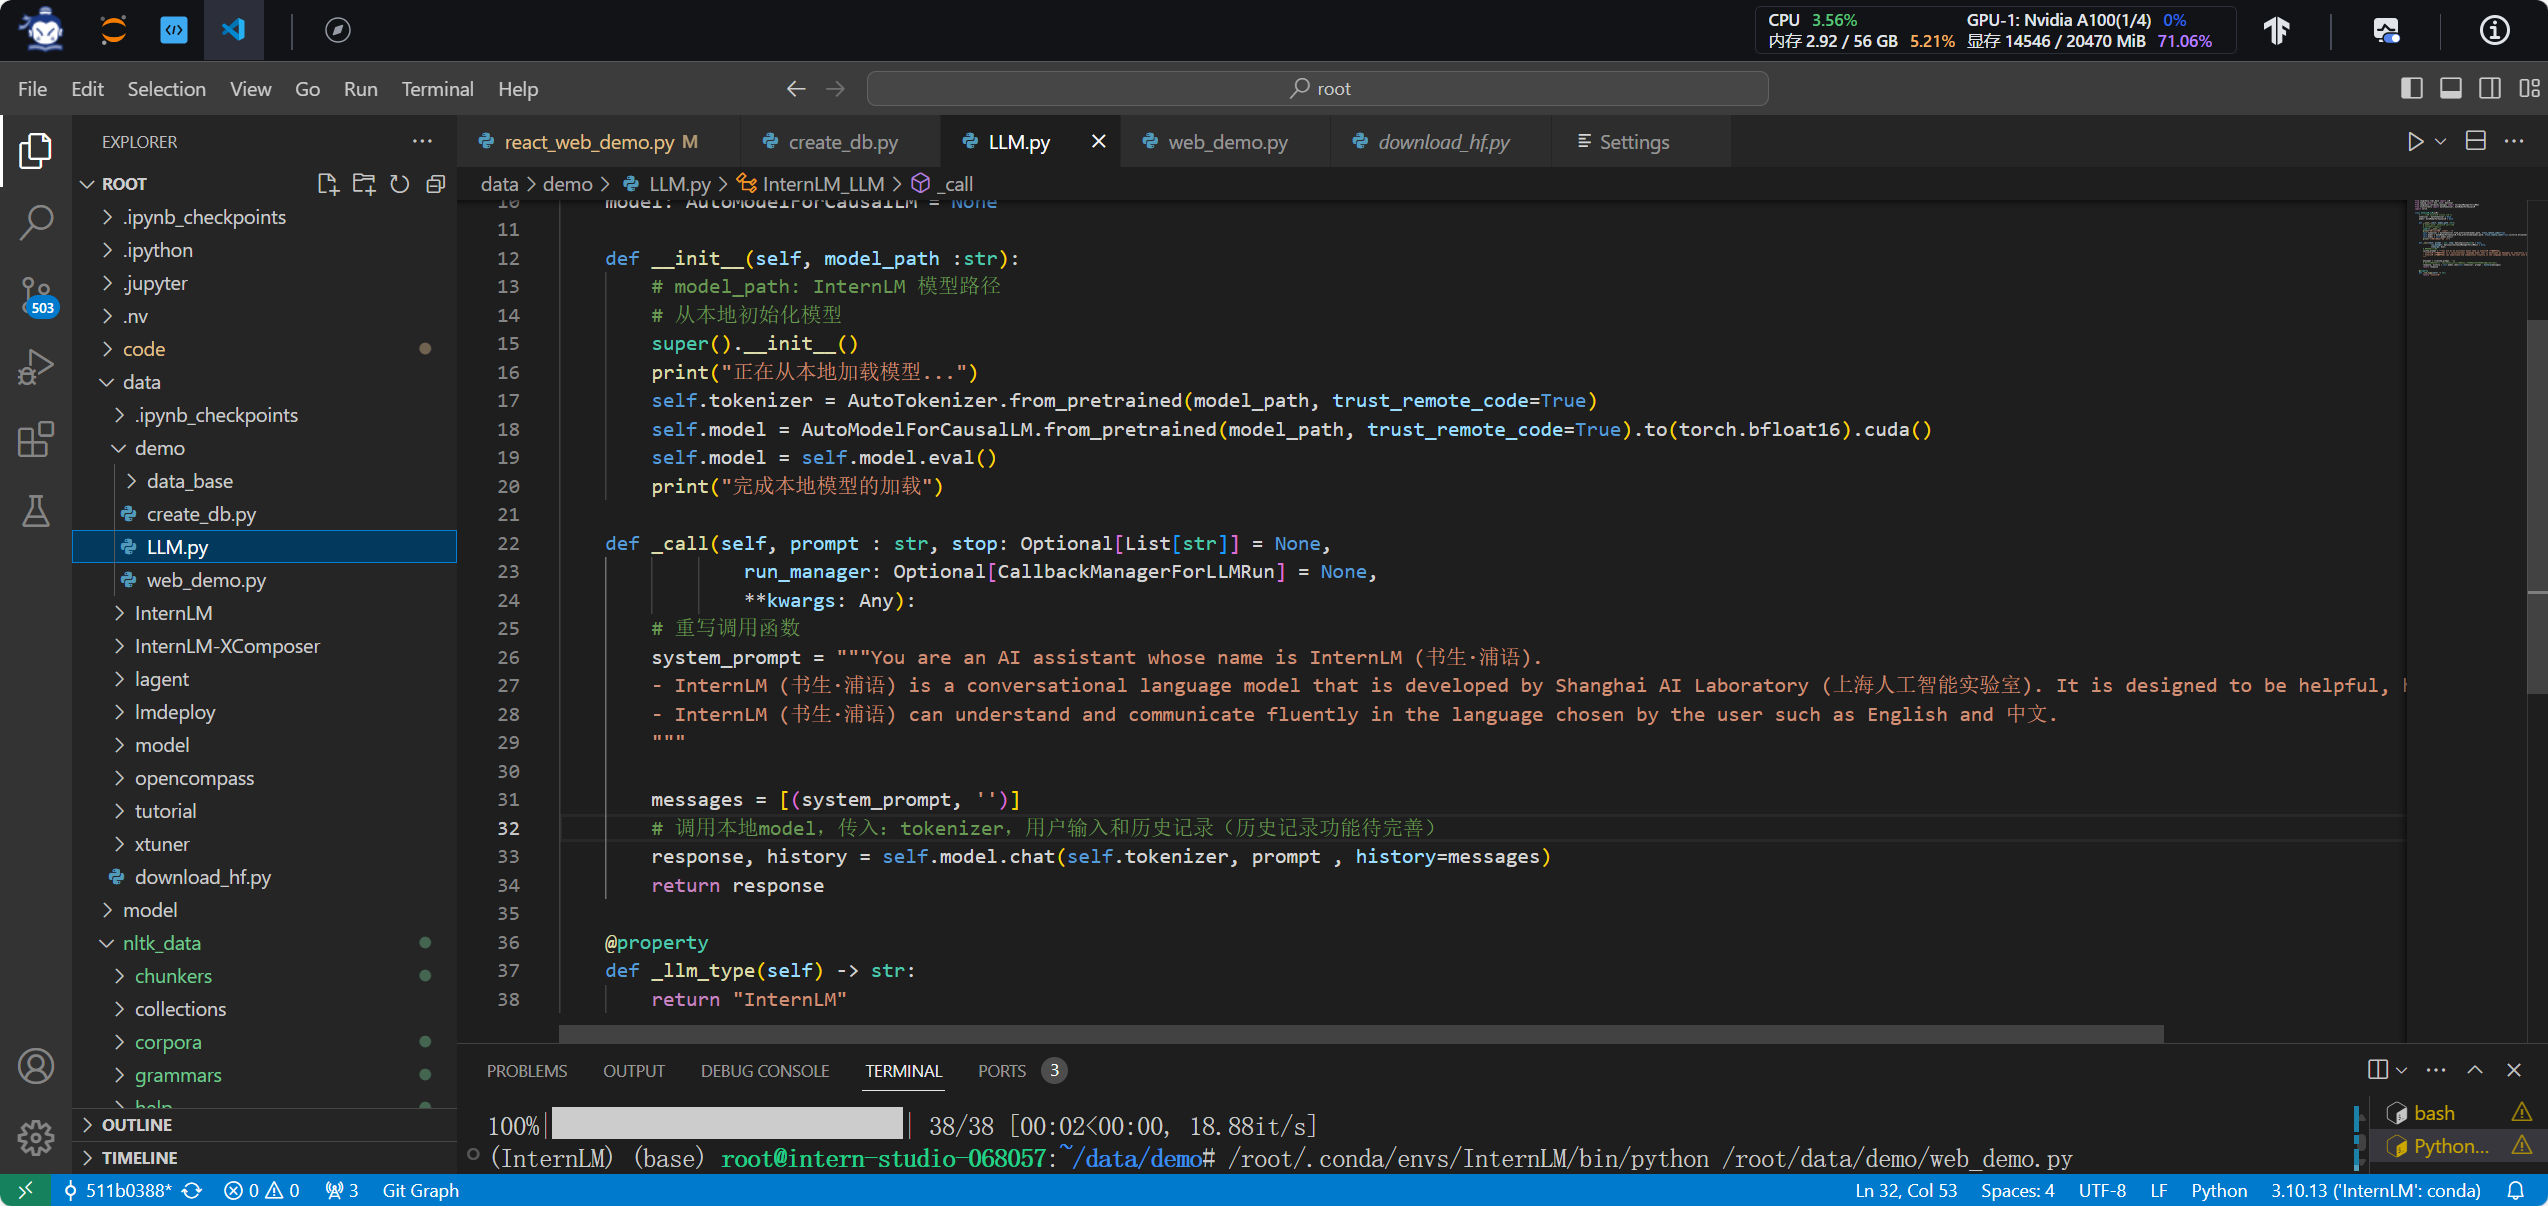 CPU 3.56%
内存 2.92 / 56 GB 5.21%
GPU-1: Nvidia A100(1/4) 0%
显存 14546 / 20470 MiB 71.06%
File Edit Selection View Go Run Terminal Help
root
EXPLORER
ROOT
.ipynb_checkpoints
.ipython
.jupyter
.nv
code
data
.ipynb_checkpoints
demo
data_base
create_db.py
LLM.py
web_demo.py
InternLM
InternLM-XComposer
lagent
lmdeploy
model
opencompass
tutorial
xtuner
download_hf.py
model
nltk_data
chunkers
collections
corpora
grammars
help
OUTLINE
TIMELINE
503
react_web_demo.py M
create_db.py
LLM.py
web_demo.py
download_hf.py
Settings
data > demo > LLM.py > InternLM_LLM > _call
10 model: AutoModelForCausalLM = None
11
12 def __init__(self, model_path :str):
13 # model_path: InternLM 模型路径
14 # 从本地初始化模型
15 super().__init__()
16 print("正在从本地加载模型...")
17 self.tokenizer = AutoTokenizer.from_pretrained(model_path, trust_remote_code=True)
18 self.model = AutoModelForCausalLM.from_pretrained(model_path, trust_remote_code=True).to(torch.bfloat16).cuda()
19 self.model = self.model.eval()
20 print("完成本地模型的加载")
21
22 def _call(self, prompt : str, stop: Optional[List[str]] = None,
23 run_manager: Optional[CallbackManagerForLLMRun] = None,
24 **kwargs: Any):
25 # 重写调用函数
26 system_prompt = """You are an AI assistant whose name is InternLM (书生·浦语).
27 - InternLM (书生·浦语) is a conversational language model that is developed by Shanghai AI Laboratory (上海人工智能实验室). It is designed to be helpful,
28 - InternLM (书生·浦语) can understand and communicate fluently in the language chosen by the user such as English and 中文.
29 """
30
31 messages = [(system_prompt, '')]
32 # 调用本地model，传入：tokenizer，用户输入和历史记录（历史记录功能待完善）
33 response, history = self.model.chat(self.tokenizer, prompt , history=messages)
34 return response
35
36 @property
37 def _llm_type(self) -> str:
38 return "InternLM"
PROBLEMS OUTPUT DEBUG CONSOLE TERMINAL PORTS 3
100%| | 38/38 [00:02<00:00, 18.88it/s]
(InternLM) (base) root@intern-studio-068057:~/data/demo# /root/.conda/envs/InternLM/bin/python /root/data/demo/web_demo.py
bash
Python...
511b0388* 0 0 3 Git Graph
Ln 32, Col 53 Spaces: 4 UTF-8 LF Python 3.10.13 ('InternLM': conda)